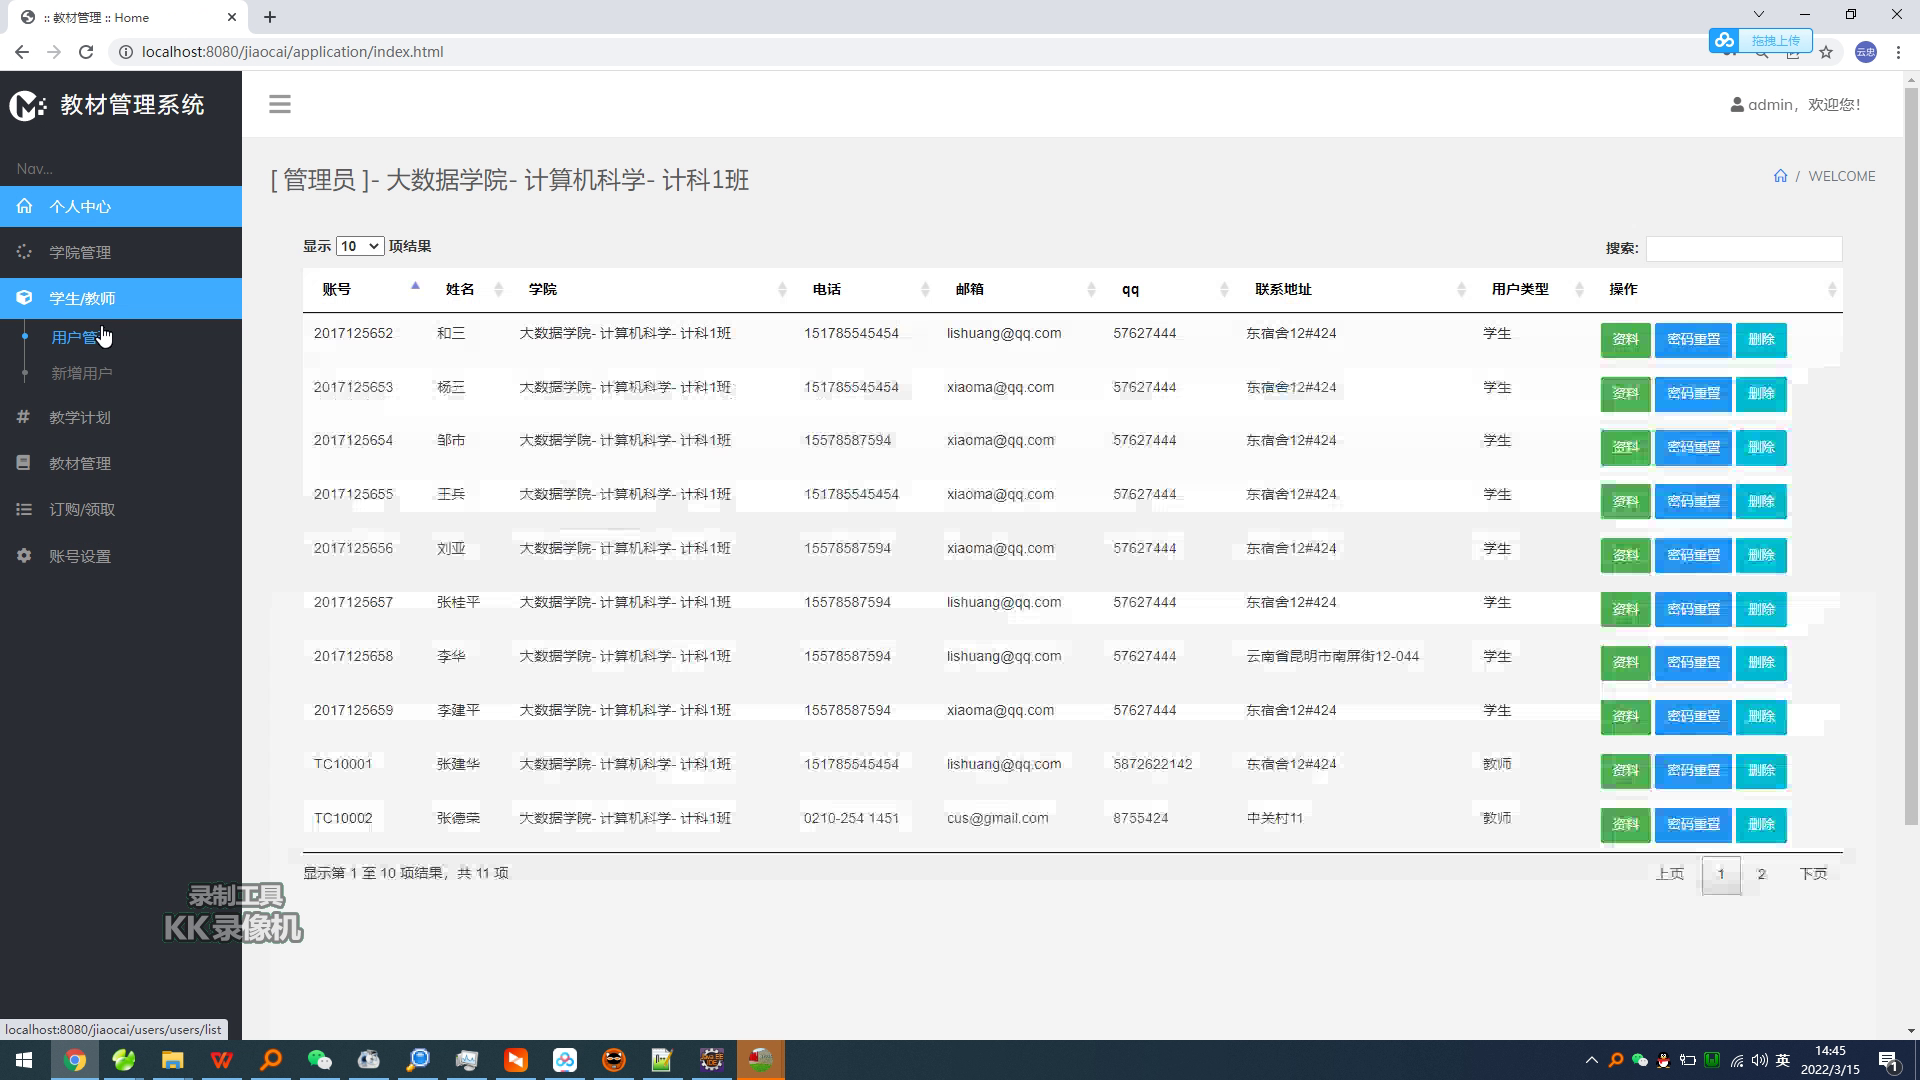 :: 教材管理 :: Home
localhost:8080/jiaocai/application/index.html
拖拽上传
云忠
教材管理系统
admin，欢迎您！
Nav...
[ 管理员 ]- 大数据学院- 计算机科学- 计科1班
/ WELCOME
个人中心
学院管理
学生/教师
用户管
新增用户
教学计划
教材管理
订购/领取
账号设置
显示 10 项结果
搜索:
账号 姓名 学院 电话 邮箱 qq 联系地址 用户类型 操作
2017125652 和三 大数据学院- 计算机科学- 计科1班 151785545454 lishuang@qq.com 57627444 东宿舍12#424 学生 资料 密码重置 删除
2017125653 杨三 大数据学院- 计算机科学- 计科1班 151785545454 xiaoma@qq.com 57627444 东宿舍12#424 学生 资料 密码重置 删除
2017125654 邹市 大数据学院- 计算机科学- 计科1班 15578587594 xiaoma@qq.com 57627444 东宿舍12#424 学生 资料 密码重置 删除
2017125655 王兵 大数据学院- 计算机科学- 计科1班 151785545454 xiaoma@qq.com 57627444 东宿舍12#424 学生 资料 密码重置 删除
2017125656 刘亚 大数据学院- 计算机科学- 计科1班 15578587594 xiaoma@qq.com 57627444 东宿舍12#424 学生 资料 密码重置 删除
2017125657 张桂平 大数据学院- 计算机科学- 计科1班 15578587594 lishuang@qq.com 57627444 东宿舍12#424 学生 资料 密码重置 删除
2017125658 李华 大数据学院- 计算机科学- 计科1班 15578587594 lishuang@qq.com 57627444 云南省昆明市南屏街12-044 学生 资料 密码重置 删除
2017125659 李建平 大数据学院- 计算机科学- 计科1班 15578587594 xiaoma@qq.com 57627444 东宿舍12#424 学生 资料 密码重置 删除
TC10001 张建华 大数据学院- 计算机科学- 计科1班 151785545454 lishuang@qq.com 5872622142 东宿舍12#424 教师 资料 密码重置 删除
TC10002 张德荣 大数据学院- 计算机科学- 计科1班 0210-254 1451 cus@gmail.com 8755424 中关村11 教师 资料 密码重置 删除
显示第 1 至 10 项结果，共 11 项
上页 1 2 下页
录制工具
KK 录像机
localhost:8080/jiaocai/users/users/list
英
14:45
2022/3/15
1